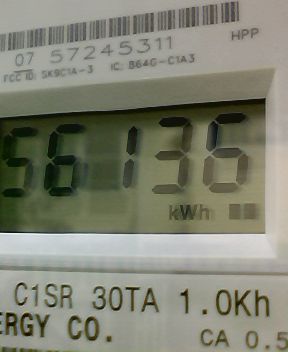 HPP
07 57245311
FCC ID: SK9C1A-3 IC: 864G-C1A3
56136
kWh
C1SR 30TA 1.0Kh
ERGY CO.
CA 0.5